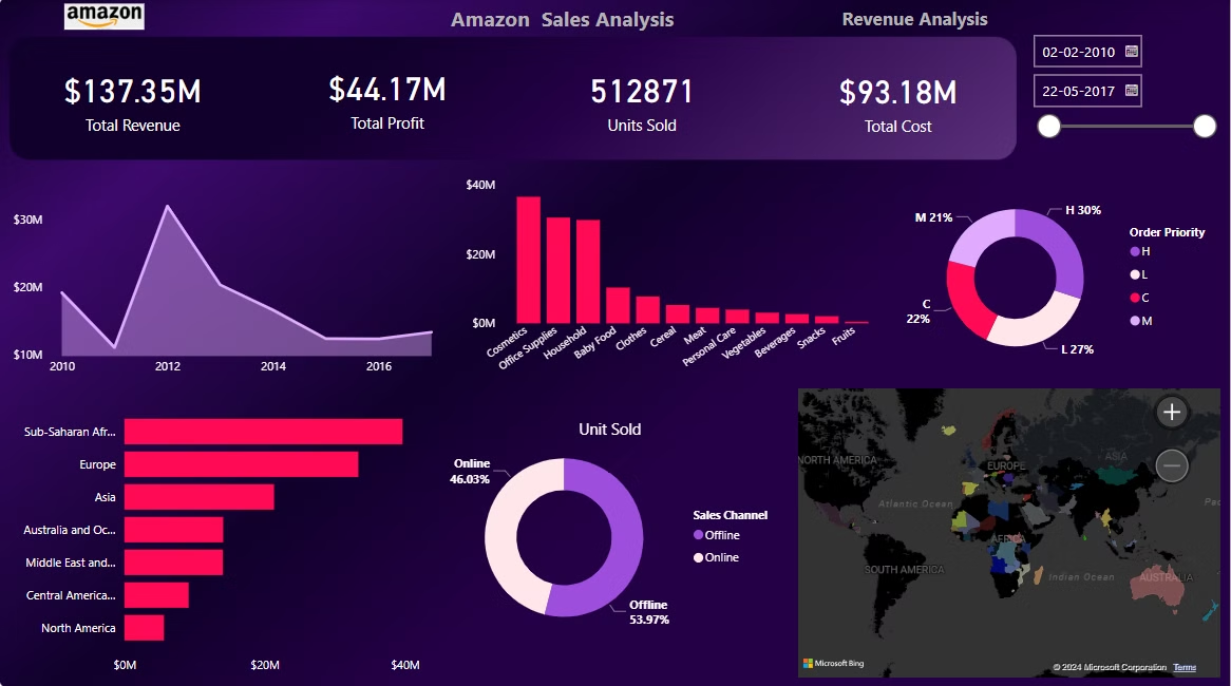 amazon
Amazon Sales Analysis
Revenue Analysis
$137.35M
Total Revenue
$44.17M
Total Profit
512871
Units Sold
$93.18M
Total Cost
02-02-2010
22-05-2017
$30M
$20M
$10M
2010
2012
2014
2016
$40M
$20M
$0M
Cosmetics
Office Supplies
Household
Baby Food
Clothes
Cereal
Meat
Personal Care
Vegetables
Beverages
Snacks
Fruits
M 21%
H 30%
C
22%
L 27%
Order Priority
H
L
C
M
Sub-Saharan Afr...
Europe
Asia
Australia and Oc...
Middle East and...
Central America...
North America
$0M
$20M
$40M
Unit Sold
Online
46.03%
Offline
53.97%
Sales Channel
Offline
Online
NORTH AMERICA
EUROPE
ASIA
Atlantic Ocean
AFRICA
SOUTH AMERICA
Indian Ocean
AUSTRALIA
Microsoft Bing
© 2024 Microsoft Corporation
Terms